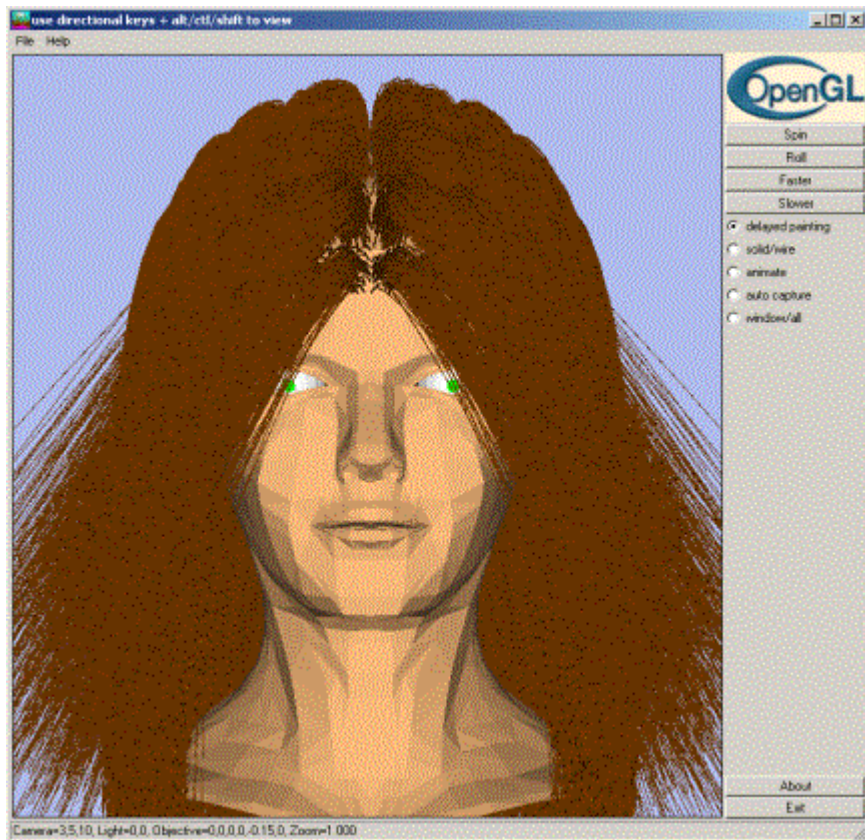 use directional keys + alt/ctl/shift to view
File Help
OpenGL
Spin
Roll
Faster
Slower
delayed painting
solid/wire
animate
auto capture
window/all
About
Exit
Camera=3,5,10, Light=0,0, Objective=0,0,0,0,-0.15,0, Zoom=1.000